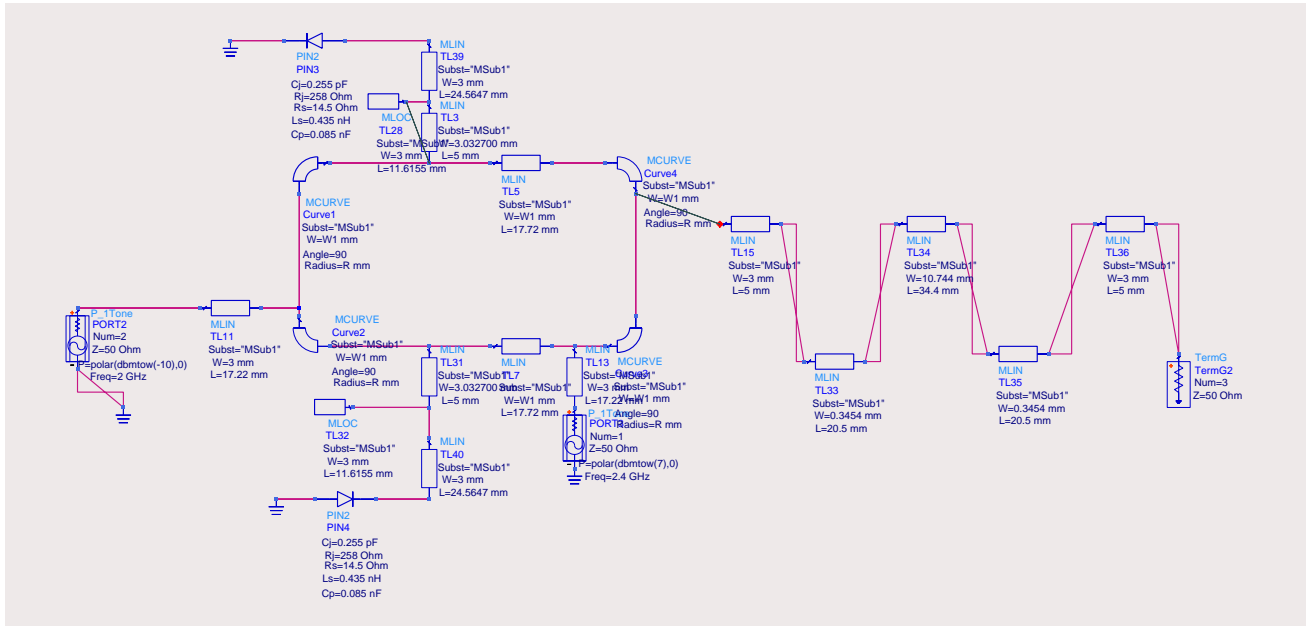 PIN2
PIN3
Cj=0.255 pF
Rj=258 Ohm
Rs=14.5 Ohm
Ls=0.435 nH
Cp=0.085 nF
MLIN
TL39
Subst="MSub1"
W=3 mm
L=24.5647 mm
MLIN
TL3
Subst="MSub1"
W=3.032700 mm
L=5 mm
MLOC
TL28
Subst="MSub1"
W=3 mm
L=11.6155 mm
MCURVE
Curve1
Subst="MSub1"
W=W1 mm
Angle=90
Radius=R mm
MLIN
TL5
Subst="MSub1"
W=W1 mm
L=17.72 mm
MCURVE
Curve4
Subst="MSub1"
W=W1 mm
Angle=90
Radius=R mm
MLIN
TL15
Subst="MSub1"
W=3 mm
L=5 mm
MLIN
TL34
Subst="MSub1"
W=10.744 mm
L=34.4 mm
MLIN
TL36
Subst="MSub1"
W=3 mm
L=5 mm
P_1Tone
PORT2
Num=2
Z=50 Ohm
P=polar(dbmtow(-10),0)
Freq=2 GHz
MLIN
TL11
Subst="MSub1"
W=3 mm
L=17.22 mm
MCURVE
Curve2
Subst="MSub1"
W=W1 mm
Angle=90
Radius=R mm
MLIN
TL31
Subst="MSub1"
W=3.032700 mm
L=5 mm
MLIN
TL7
Subst="MSub1"
W=W1 mm
L=17.72 mm
MLIN
TL13
Subst="MSub1"
W=3 mm
L=17.22 mm
MCURVE
Subst="MSub1"
W=W1 mm
Angle=90
Radius=R mm
MLIN
TL33
Subst="MSub1"
W=0.3454 mm
L=20.5 mm
MLIN
TL35
Subst="MSub1"
W=0.3454 mm
L=20.5 mm
TermG
TermG2
Num=3
Z=50 Ohm
MLOC
TL32
Subst="MSub1"
W=3 mm
L=11.6155 mm
MLIN
TL40
Subst="MSub1"
W=3 mm
L=24.5647 mm
P_1Tone
Num=1
Z=50 Ohm
P=polar(dbmtow(7),0)
Freq=2.4 GHz
PIN2
PIN4
Cj=0.255 pF
Rj=258 Ohm
Rs=14.5 Ohm
Ls=0.435 nH
Cp=0.085 nF